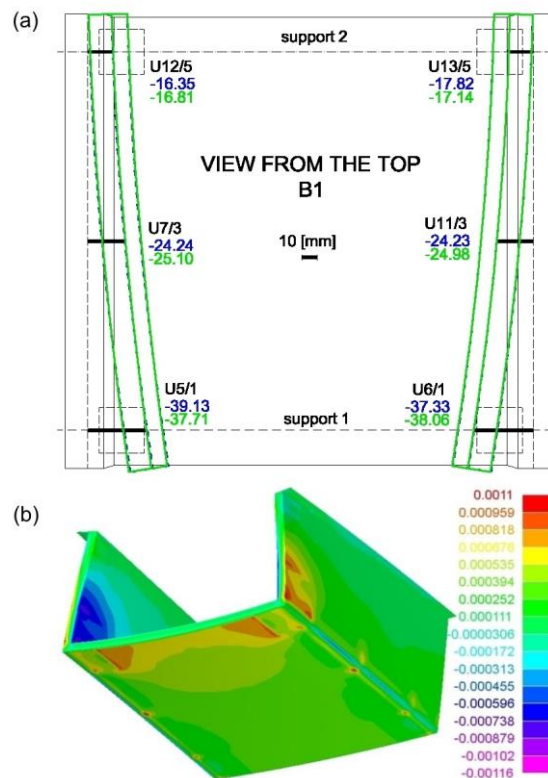 (a)
support 2
U12/5
-16.35
-16.81
U13/5
-17.82
-17.14
VIEW FROM THE TOP
B1
U7/3
-24.24
-25.10
10 [mm]
U11/3
-24.23
-24.98
U5/1
-39.13
-37.71
U6/1
-37.33
-38.06
support 1
(b)
0.0011
0.000959
0.000818
0.000676
0.000535
0.000394
0.000252
0.000111
-0.0000306
-0.000172
-0.000313
-0.000455
-0.000596
-0.000738
-0.000879
-0.00102
-0.00116